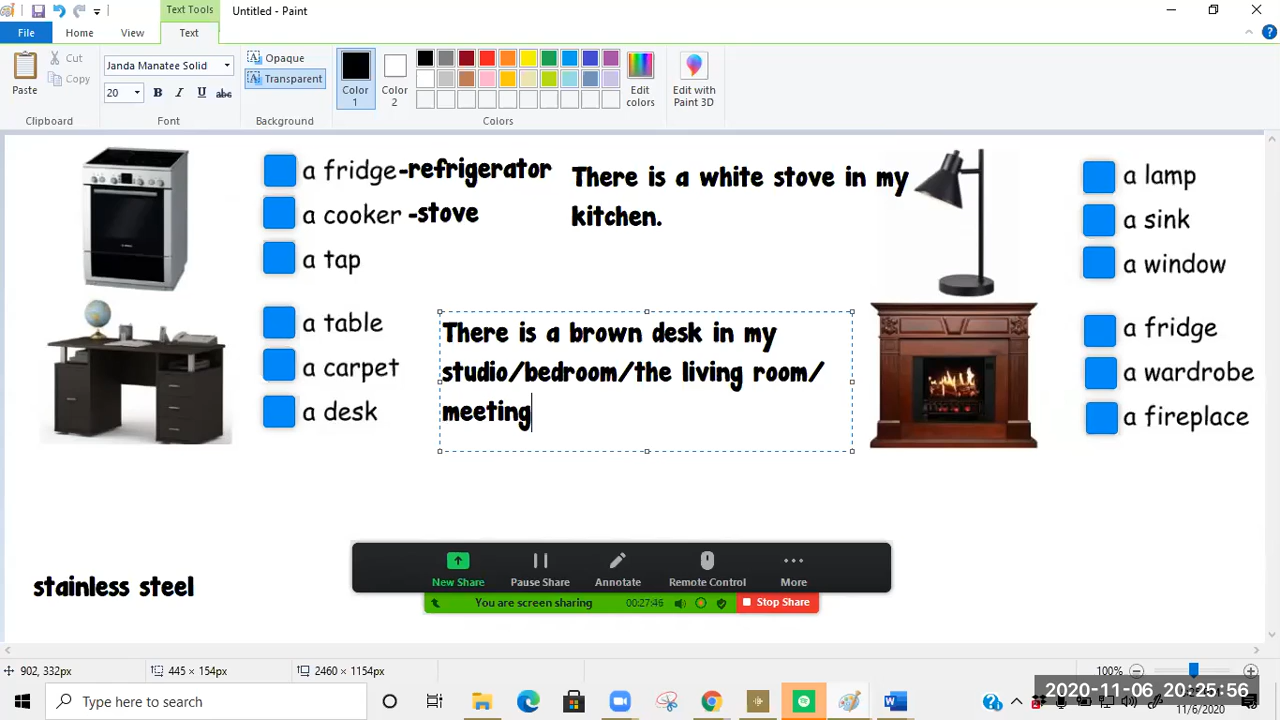 Text Tools
Untitled - Paint
File
Home
View
Text
Paste
Cut
Copy
Clipboard
Janda Manatee Solid
20
B
I
U
abc
Font
Opaque
Transparent
Background
Color 1
Color 2
Edit colors
Colors
Edit with Paint 3D
a fridge-refrigerator
a cooker -stove
a tap
There is a white stove in my
kitchen.
a lamp
a sink
a window
a table
a carpet
a desk
There is a brown desk in my
studio/bedroom/the living room/
meeting
a fridge
a wardrobe
a fireplace
stainless steel
New Share
Pause Share
Annotate
Remote Control
More
You are screen sharing
00:27:46
Stop Share
902, 332px
445 × 154px
2460 × 1154px
100%
Type here to search
2020-11-06 20:25:56
11/6/2020